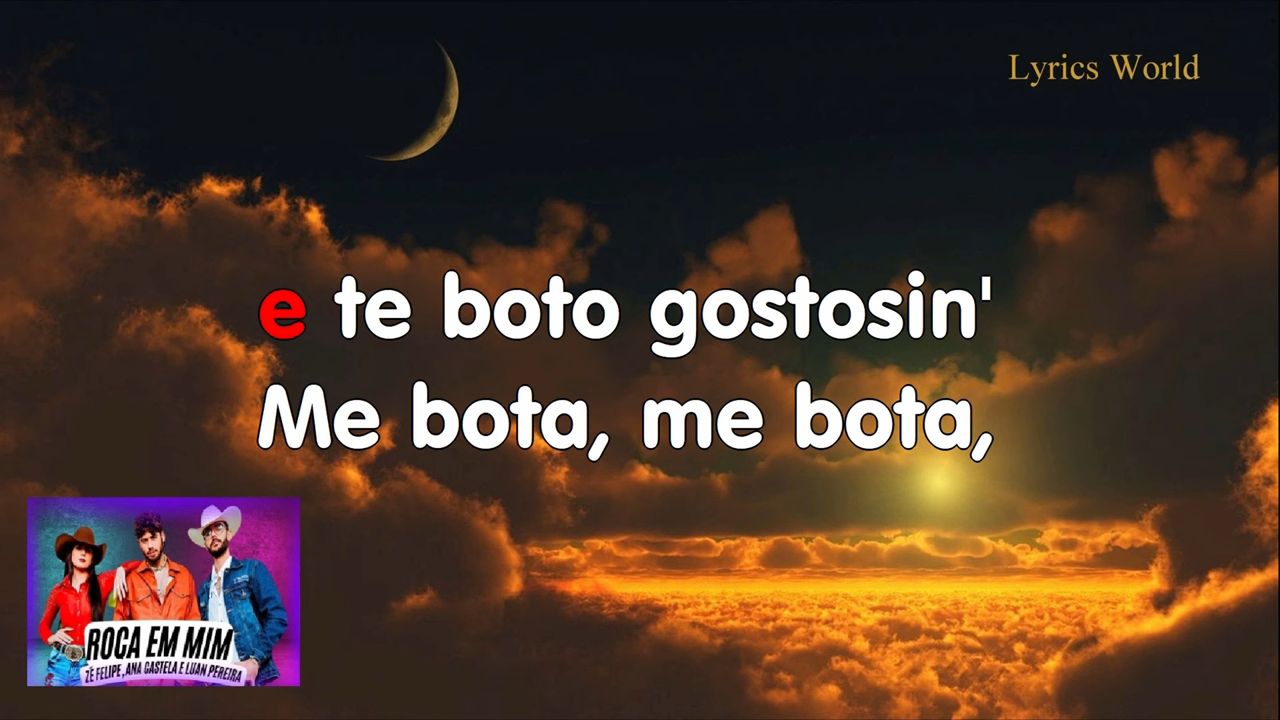 Lyrics World
e te boto gostosin'
Me bota, me bota,
ROCA EM MIM
ZÉ FELIPE, ANA CASTELA E LUAN PEREIRA